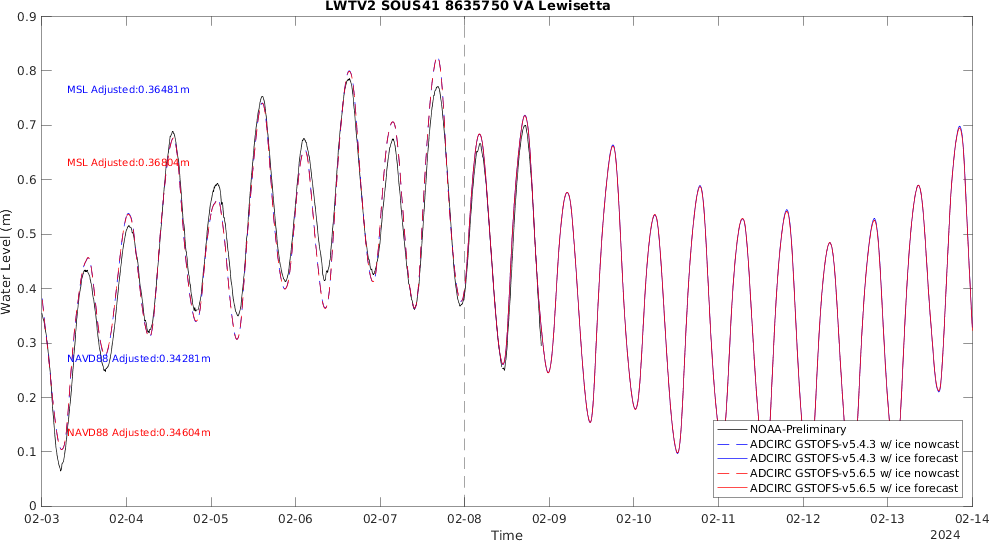 LWTV2 SOUS41 8635750 VA Lewisetta
0.9
0.8
0.7
0.6
0.5
0.4
0.3
0.2
0.1
0
Water Level (m)
MSL Adjusted:0.36481m
MSL Adjusted:0.36804m
NAVD88 Adjusted:0.34281m
NAVD88 Adjusted:0.34604m
NOAA-Preliminary
ADCIRC GSTOFS-v5.4.3 w/ ice nowcast
ADCIRC GSTOFS-v5.4.3 w/ ice forecast
ADCIRC GSTOFS-v5.6.5 w/ ice nowcast
ADCIRC GSTOFS-v5.6.5 w/ ice forecast
02-03 02-04 02-05 02-06 02-07 02-08 02-09 02-10 02-11 02-12 02-13 02-14
Time
2024